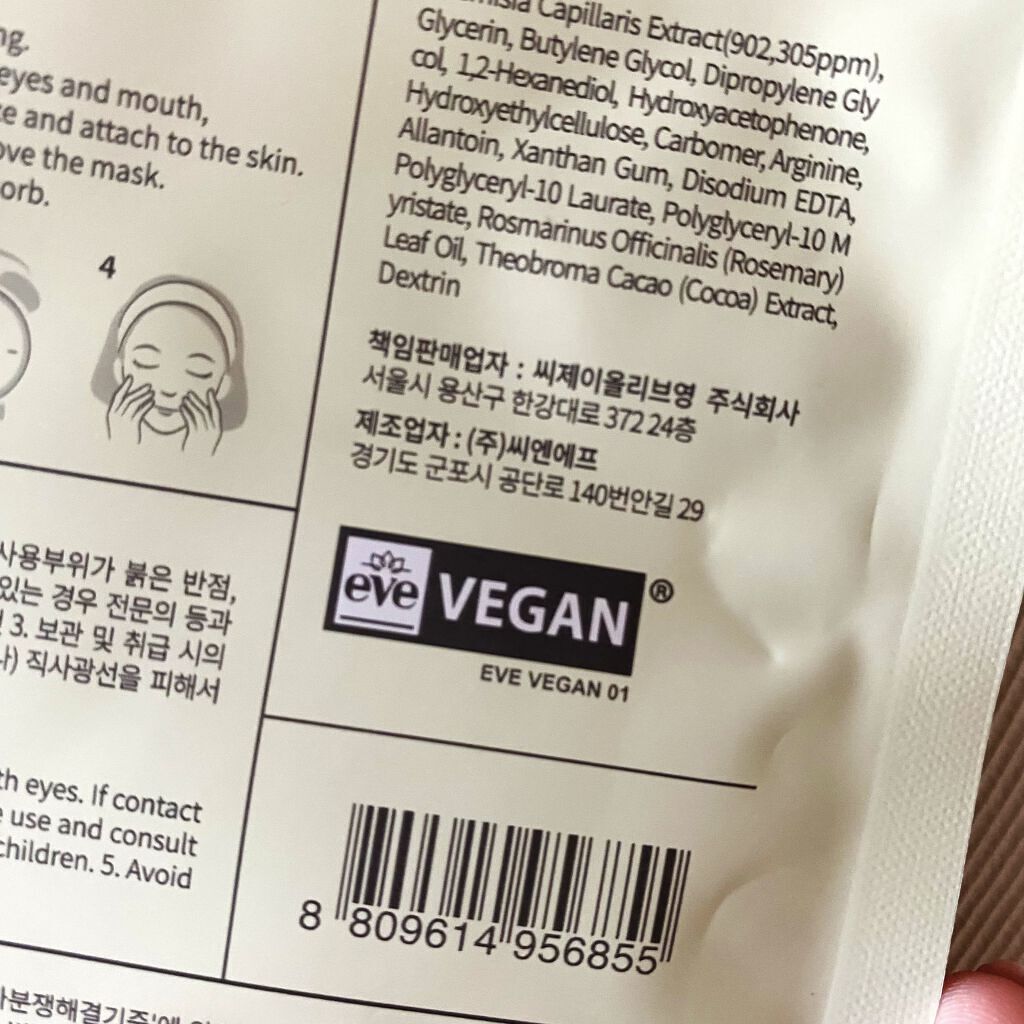 ng.
eyes and mouth,
e and attach to the skin.
ove the mask.
orb.
4
Capillaris Extract(902,305ppm),
Glycerin, Butylene Glycol, Dipropylene Gly
col, 1,2-Hexanediol, Hydroxyacetophenone,
Hydroxyethylcellulose, Carbomer, Arginine,
Allantoin, Xanthan Gum, Disodium EDTA,
Polyglyceryl-10 Laurate, Polyglyceryl-10 M
yristate, Rosmarinus Officinalis (Rosemary)
Leaf Oil, Theobroma Cacao (Cocoa) Extract,
Dextrin
책임판매업자 : 씨제이올리브영 주식회사
서울시 용산구 한강대로 372 24층
제조업자 : (주)씨엔에프
경기도 군포시 공단로 140번안길 29
eve VEGAN ®
EVE VEGAN 01
사용부위가 붉은 반점,
있는 경우 전문의 등과
3. 보관 및 취급 시의
직사광선을 피해서
th eyes. If contact
e use and consult
children. 5. Avoid
8 809614 956855
분쟁해결기준'에